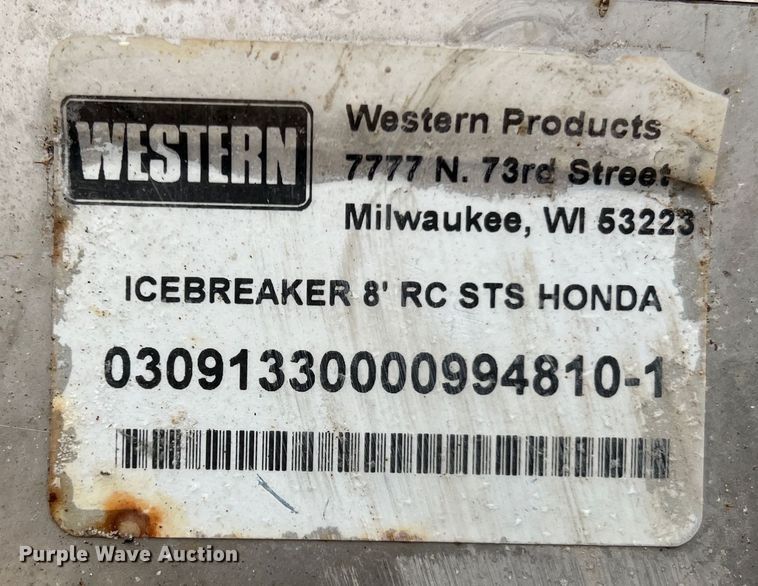 WESTERN
Western Products
7777 N. 73rd Street
Milwaukee, WI 53223
ICEBREAKER 8' RC STS HONDA
03091330000994810-1
Purple Wave Auction